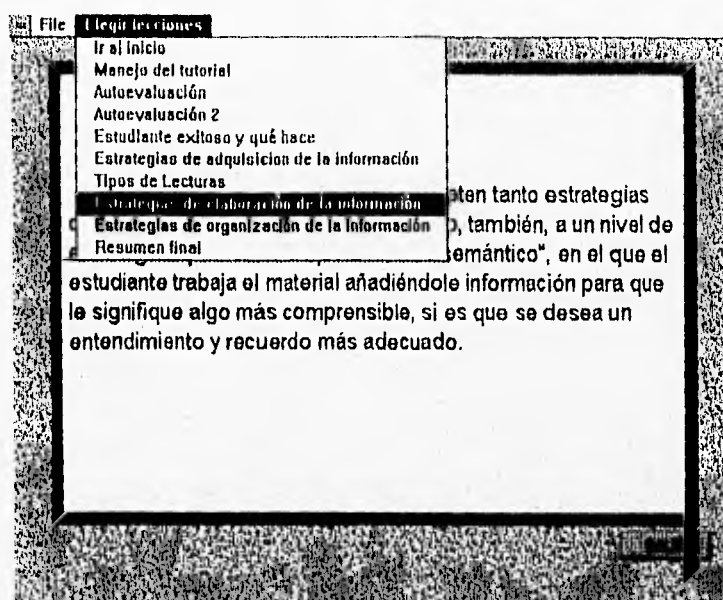 File Elegir lecciones
Ir al Inicio
Manejo del tutorial
Autoevaluación
Autoevaluación 2
Estudiante exitoso y qué hace
Estrategias de adquisicion de la información
Tipos de Lecturas
Estrategias de elaboración de la información
Estrategias de organización de la Información
Resumen final
ten tanto estrategias
, también, a un nivel de
emántico", en el que el
estudiante trabaja el material añadiéndole información para que
le signifique algo más comprensible, si es que se desea un
entendimiento y recuerdo más adecuado.